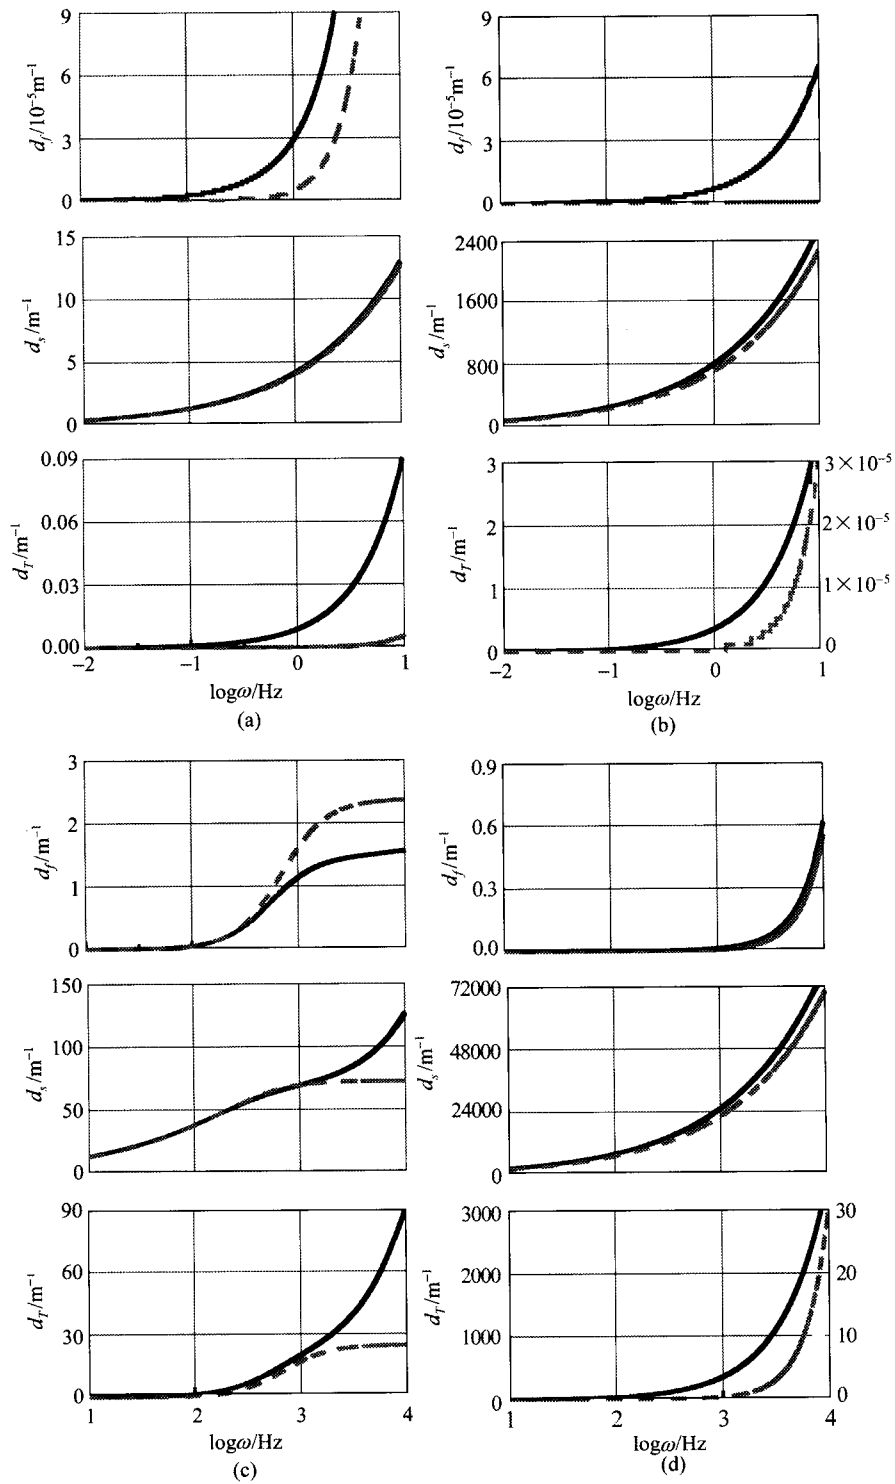 9
6
3
0
d_f/10⁻⁵m⁻¹
15
10
5
0
d_s/m⁻¹
0.09
0.06
0.03
0.00
d_T/m⁻¹
−2 −1 0 1
logω/Hz
(a)
9
6
3
0
d_f/10⁻⁵m⁻¹
2400
1600
800
0
d_s/m⁻¹
3
2
1
0
d_T/m⁻¹
3×10⁻⁵
2×10⁻⁵
1×10⁻⁵
0
−2 −1 0 1
logω/Hz
(b)
3
2
1
0
d_f/m⁻¹
150
100
50
0
d_s/m⁻¹
90
60
30
0
d_T/m⁻¹
1 2 3 4
logω/Hz
(c)
0.9
0.6
0.3
0.0
d_f/m⁻¹
72000
48000
24000
0
d_s/m⁻¹
3000
2000
1000
0
d_T/m⁻¹
30
20
10
0
1 2 3 4
logω/Hz
(d)